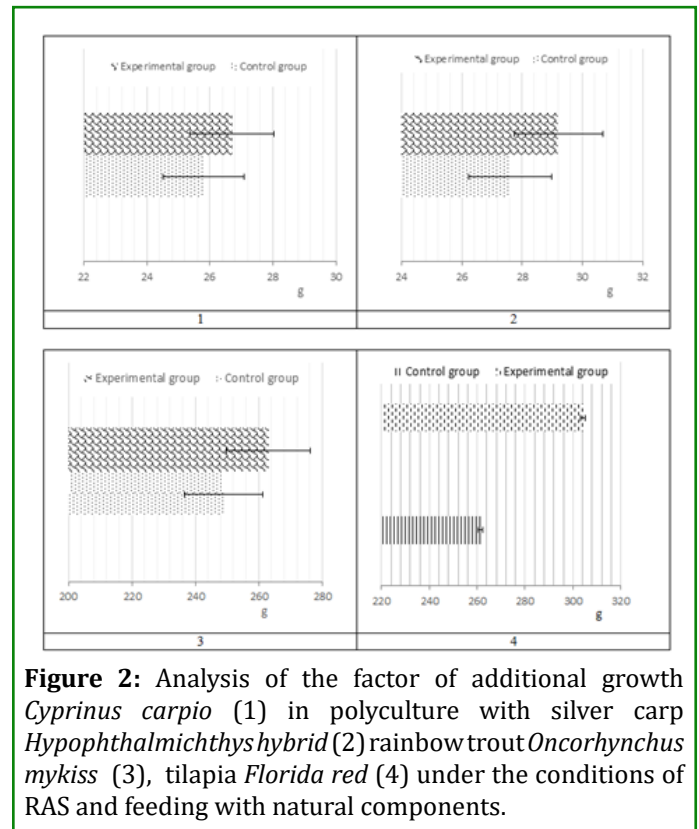 Experimental group Control group
22 24 26 28 30
g
1
Experimental group Control group
24 26 28 30 32
g
2
Experimental group Control group
200 220 240 260 280
g
3
Control group Experimental group
220 240 260 280 300 320
g
4
Figure 2: Analysis of the factor of additional growth
Cyprinus carpio (1) in polyculture with silver carp
Hypophthalmichthys hybrid (2) rainbow trout Oncorhynchus
mykiss (3), tilapia Florida red (4) under the conditions of
RAS and feeding with natural components.